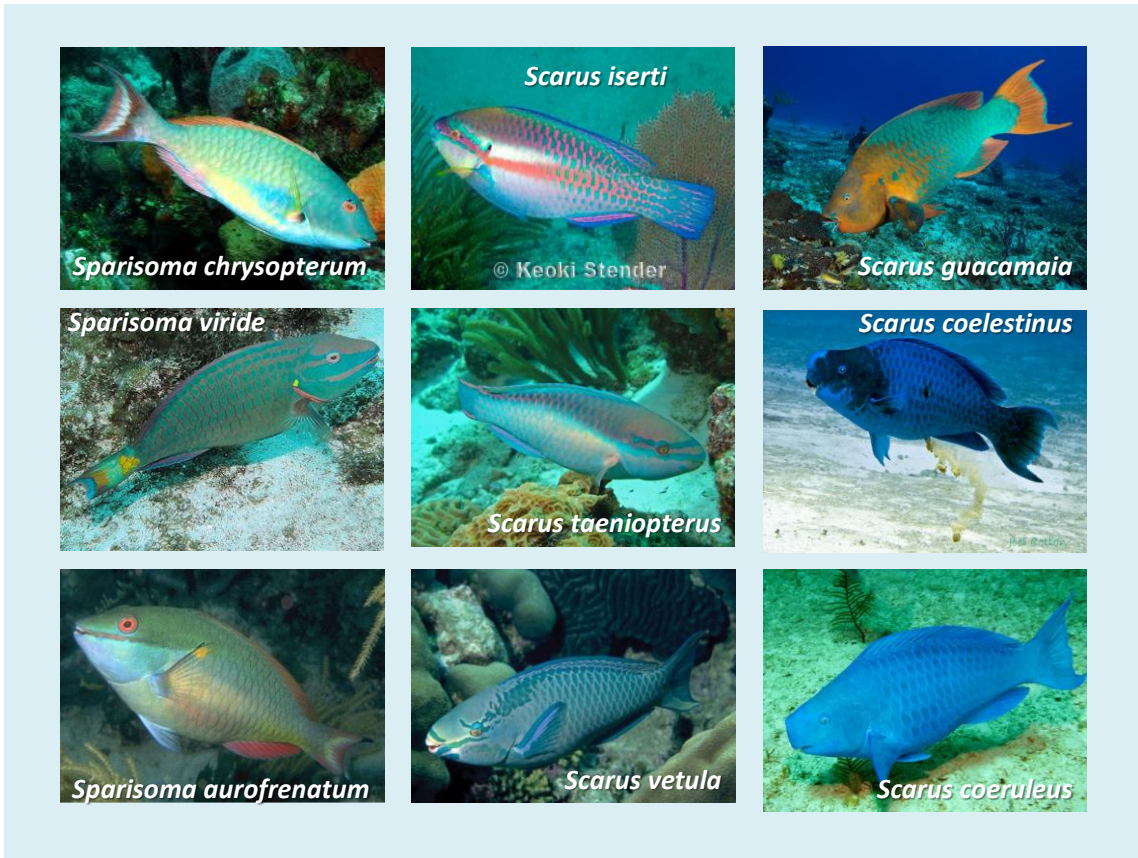 Sparisoma chrysopterum
Scarus iserti
© Keoki Stender
Scarus guacamaia
Sparisoma viride
Scarus taeniopterus
Scarus coelestinus
Sparisoma aurofrenatum
Scarus vetula
Scarus coeruleus